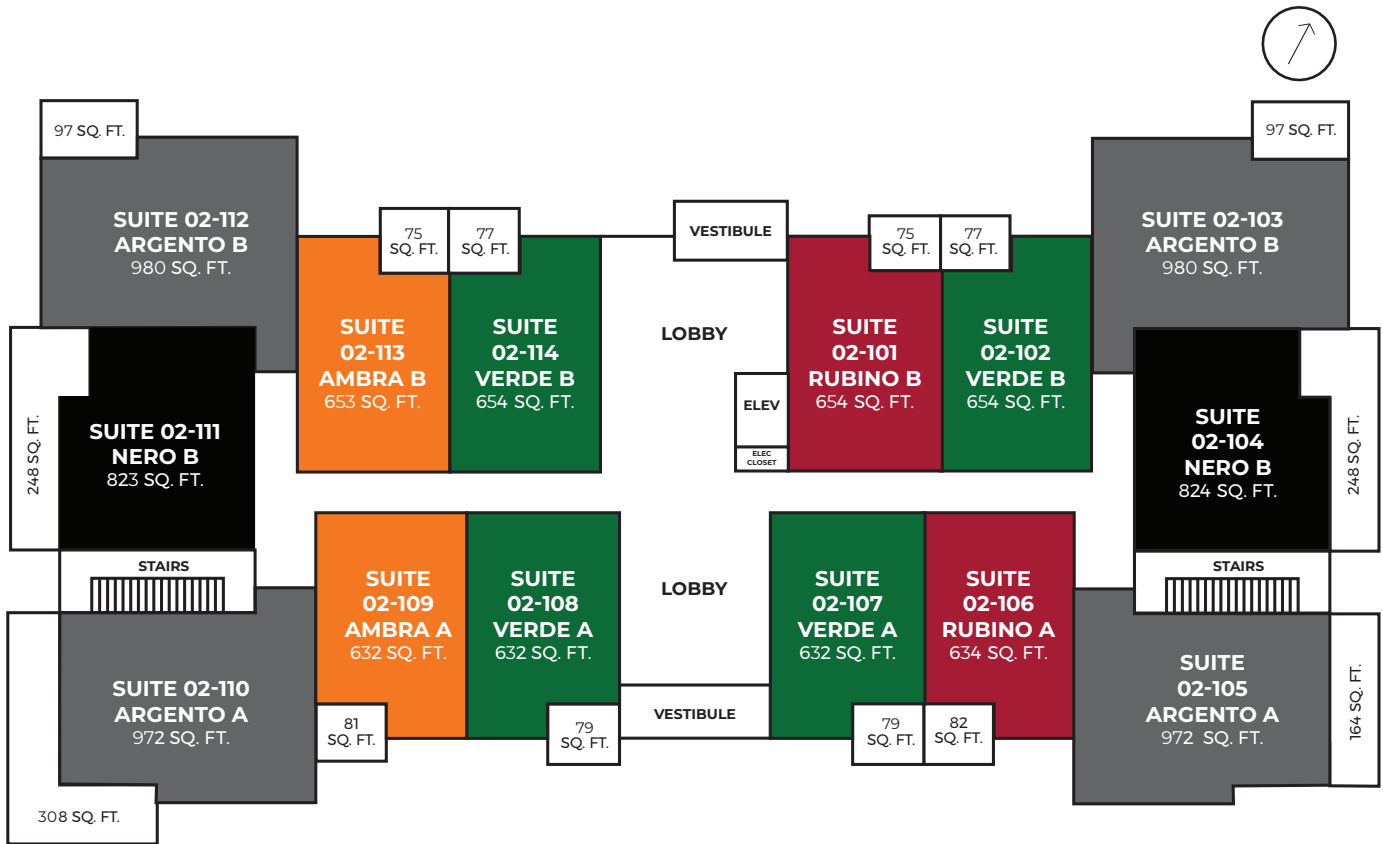 97 SQ. FT.
97 SQ. FT.
SUITE 02-112
ARGENTO B
980 SQ. FT.
75
SQ. FT.
77
SQ. FT.
VESTIBULE
75
SQ. FT.
77
SQ. FT.
SUITE 02-103
ARGENTO B
980 SQ. FT.
SUITE
02-113
AMBRA B
653 SQ. FT.
SUITE
02-114
VERDE B
654 SQ. FT.
LOBBY
ELEV
ELEC
CLOSET
SUITE
02-101
RUBINO B
654 SQ. FT.
SUITE
02-102
VERDE B
654 SQ. FT.
248 SQ. FT.
SUITE 02-111
NERO B
823 SQ. FT.
SUITE
02-104
NERO B
824 SQ. FT.
248 SQ. FT.
STAIRS
STAIRS
SUITE
02-109
AMBRA A
632 SQ. FT.
SUITE
02-108
VERDE A
632 SQ. FT.
LOBBY
SUITE
02-107
VERDE A
632 SQ. FT.
SUITE
02-106
RUBINO A
634 SQ. FT.
SUITE 02-110
ARGENTO A
972 SQ. FT.
SUITE
02-105
ARGENTO A
972 SQ. FT.
164 SQ. FT.
81
SQ. FT.
79
SQ. FT.
VESTIBULE
79
SQ. FT.
82
SQ. FT.
308 SQ. FT.